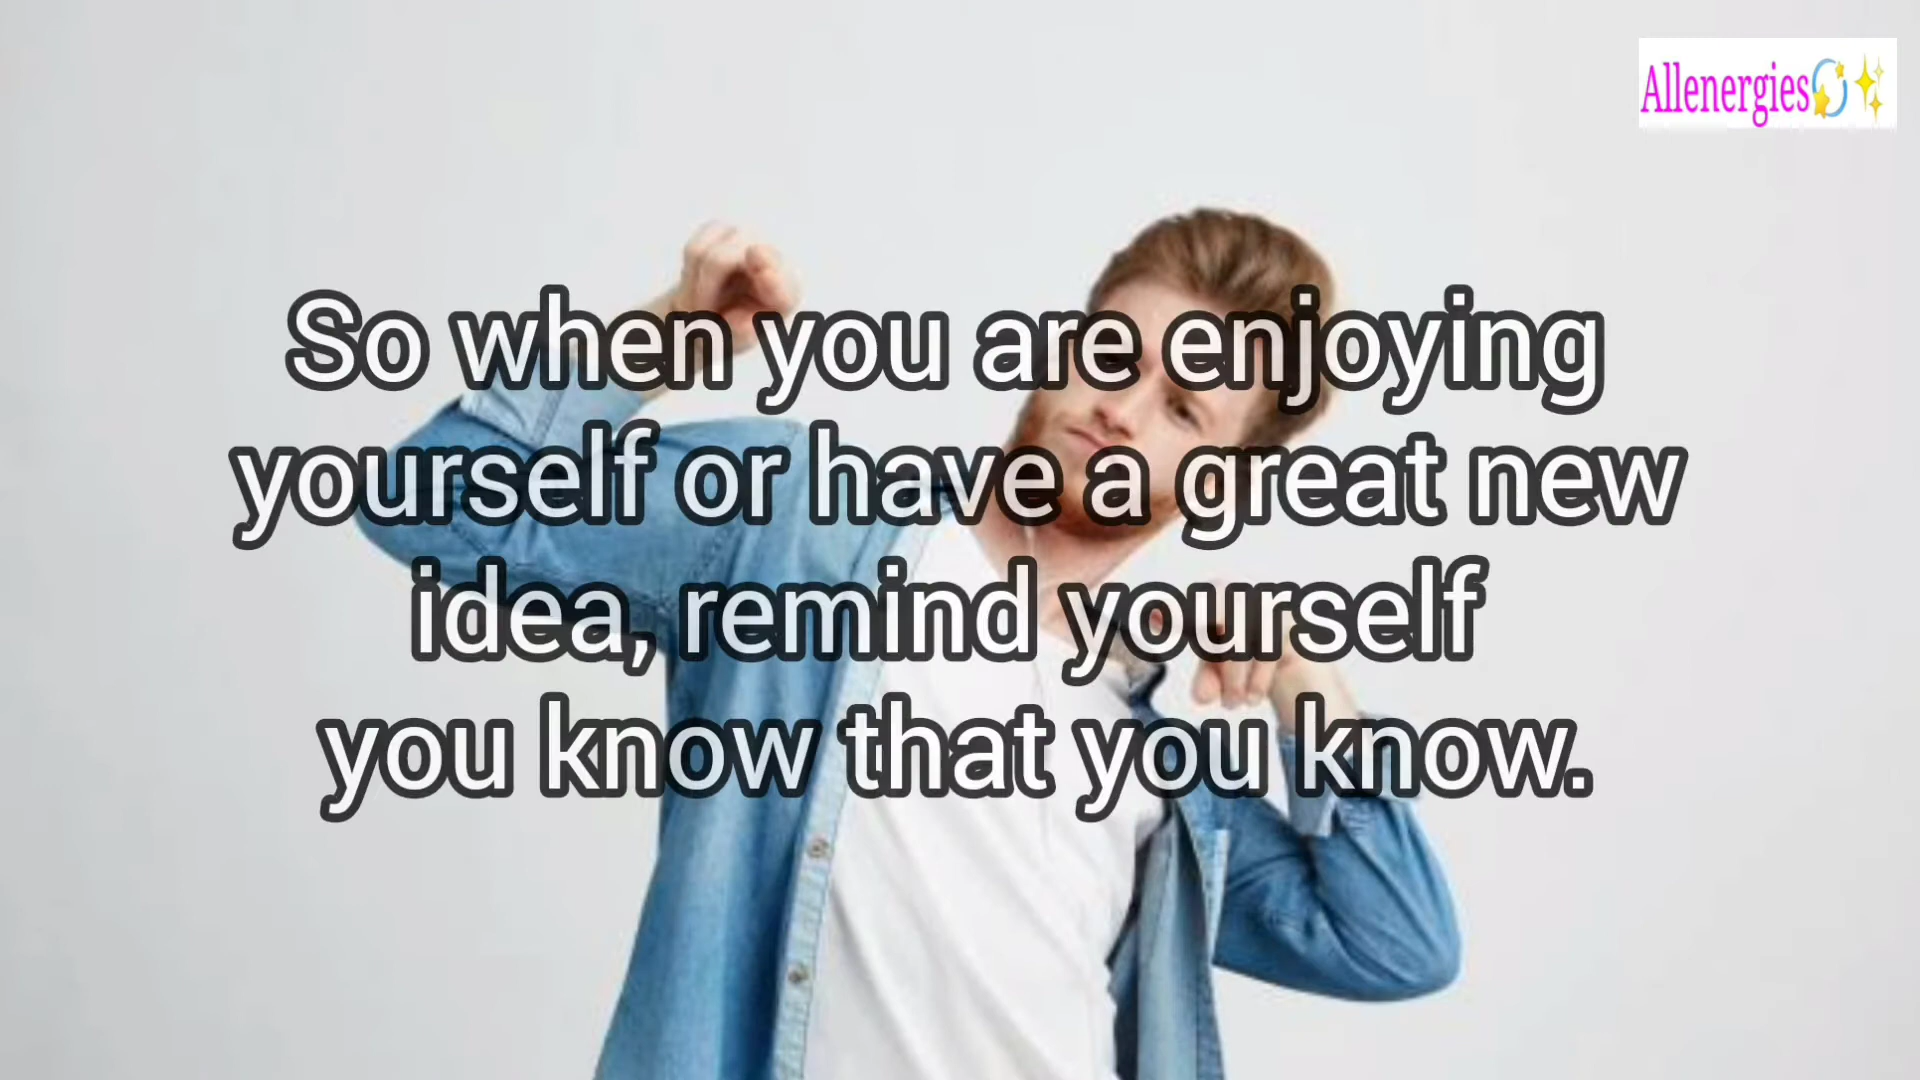 Allenergies💫✨
So when you are enjoying
yourself or have a great new
idea, remind yourself
you know that you know.